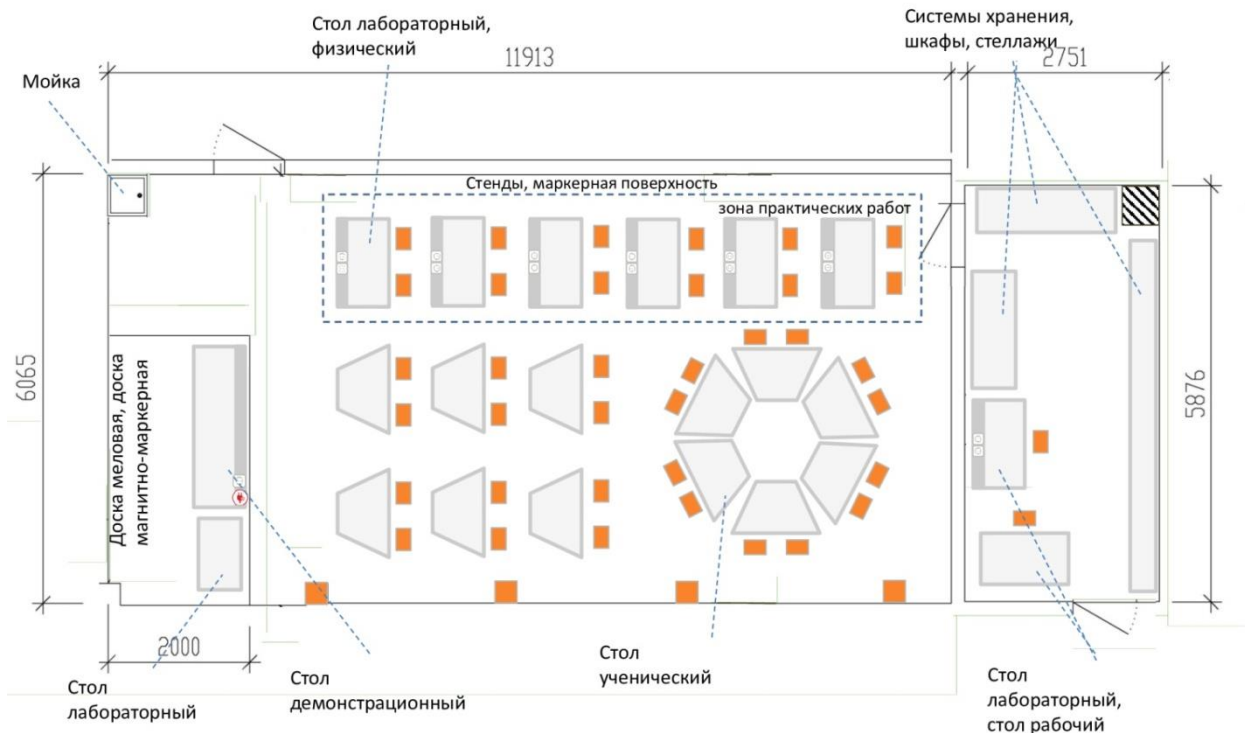 Стол лабораторный,
физический
Системы хранения,
шкафы, стеллажи
11913
2751
Мойка
Стенды, маркерная поверхность
зона практических работ
6065
Доска меловая, доска
магнитно-маркерная
5876
2000
Стол
лабораторный
Стол
демонстрационный
Стол
ученический
Стол
лабораторный,
стол рабочий